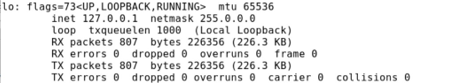 lo: flags=73<UP,LOOPBACK,RUNNING>  mtu 65536
        inet 127.0.0.1  netmask 255.0.0.0
        loop  txqueuelen 1000  (Local Loopback)
        RX packets 807  bytes 226356 (226.3 KB)
        RX errors 0  dropped 0  overruns 0  frame 0
        TX packets 807  bytes 226356 (226.3 KB)
        TX errors 0  dropped 0 overruns 0  carrier 0  collisions 0